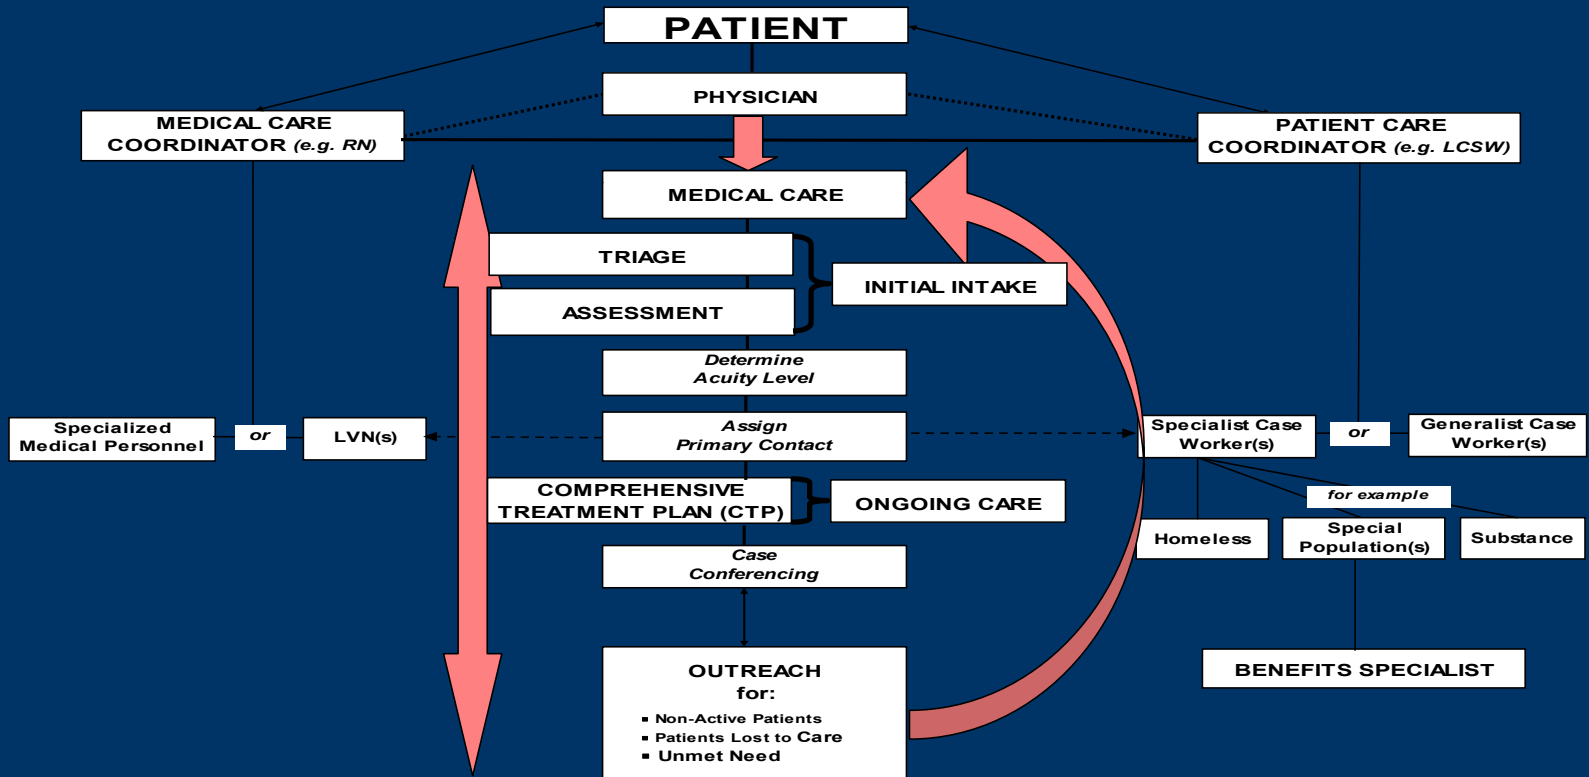 PATIENT
PHYSICIAN
MEDICAL CARE
COORDINATOR (e.g. RN)
PATIENT CARE
COORDINATOR (e.g. LCSW)
MEDICAL CARE
TRIAGE
INITIAL INTAKE
ASSESSMENT
Determine
Acuity Level
Specialized
Medical Personnel
or
LVN(s)
Assign
Primary Contact
Specialist Case
Worker(s)
or
Generalist Case
Worker(s)
COMPREHENSIVE
TREATMENT PLAN (CTP)
ONGOING CARE
for example
Homeless
Special
Population(s)
Substance
Case
Conferencing
OUTREACH
for:
▪ Non-Active Patients
▪ Patients Lost to Care
▪ Unmet Need
BENEFITS SPECIALIST